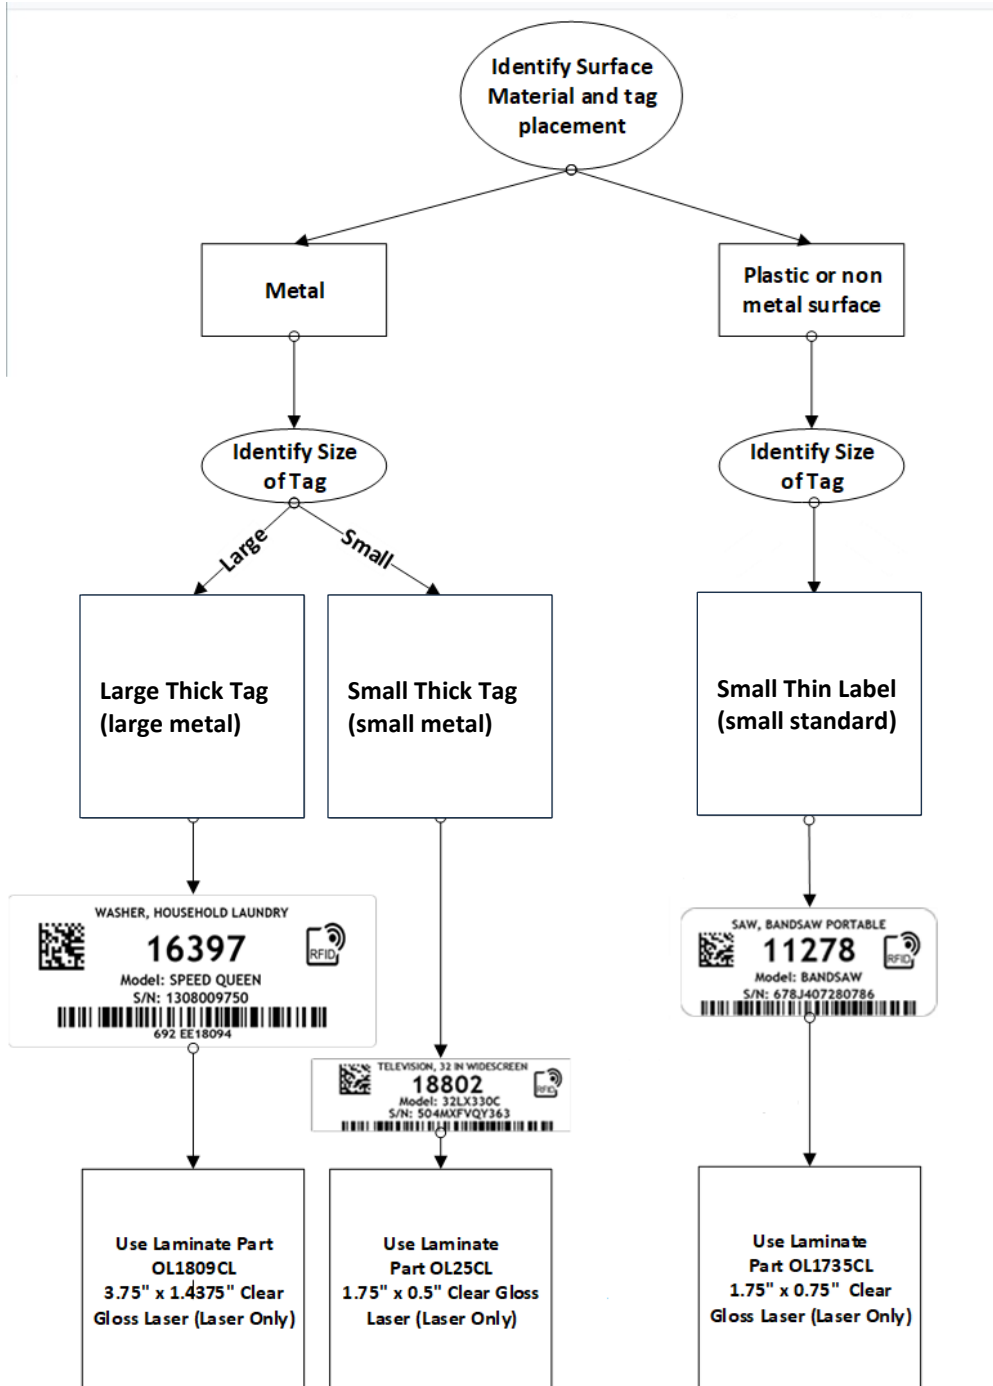 Identify Surface
Material and tag
placement
Metal
Plastic or non
metal surface
Identify Size
of Tag
Identify Size
of Tag
Large
Small
Large Thick Tag
(large metal)
Small Thick Tag
(small metal)
Small Thin Label
(small standard)
WASHER, HOUSEHOLD LAUNDRY
16397
RFID
Model: SPEED QUEEN
S/N: 1308009750
692 EE18094
SAW, BANDSAW PORTABLE
11278
RFID
Model: BANDSAW
S/N: 678J407280786
TELEVISION, 32 IN WIDESCREEN
18802
RFID
Model: 32LX330C
S/N: 504MXFVQY363
Use Laminate Part
OL1809CL
3.75" x 1.4375" Clear
Gloss Laser (Laser Only)
Use Laminate
Part OL25CL
1.75" x 0.5" Clear Gloss
Laser (Laser Only)
Use Laminate
Part OL1735CL
1.75" x 0.75" Clear
Gloss Laser (Laser Only)